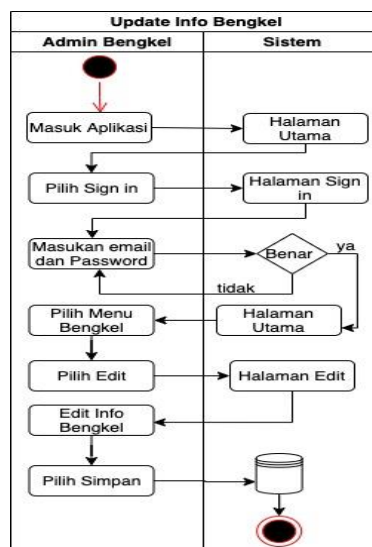 Update Info Bengkel
Admin Bengkel
Sistem
Masuk Aplikasi
Halaman
Utama
Pilih Sign in
Halaman Sign
in
Masukan email
dan Password
Benar
ya
tidak
Pilih Menu
Bengkel
Halaman
Utama
Pilih Edit
Halaman Edit
Edit Info
Bengkel
Pilih Simpan